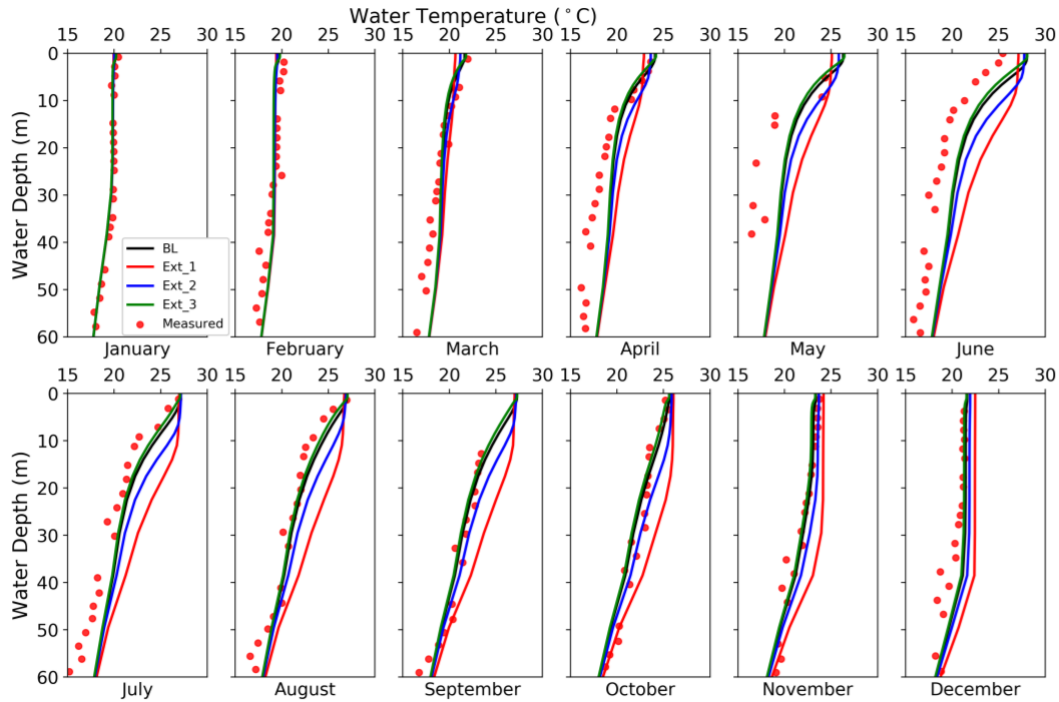 Water Temperature (°C)
15 20 25 30 15 20 25 30 15 20 25 30 15 20 25 30 15 20 25 30 15 20 25 30
Water Depth (m)
0
10
20
30
40
50
60
BL
Ext_1
Ext_2
Ext_3
Measured
January February March April May June
15 20 25 30 15 20 25 30 15 20 25 30 15 20 25 30 15 20 25 30 15 20 25 30
Water Depth (m)
0
10
20
30
40
50
60
July August September October November December